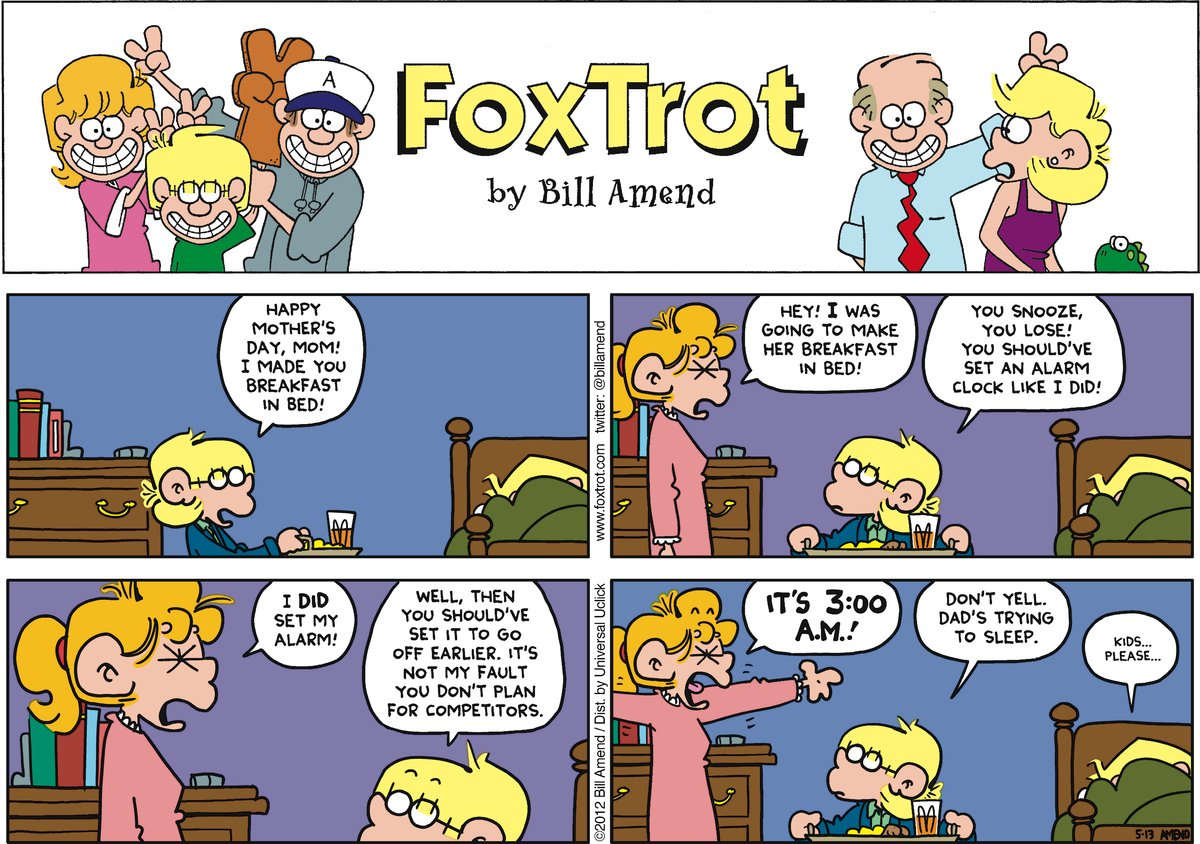 A
FOXTROT
by Bill Amend
HAPPY
MOTHER'S
DAY, MOM!
I MADE YOU
BREAKFAST
IN BED!
www.foxtrot.com twitter: @billamend
HEY! I WAS
GOING TO MAKE
HER BREAKFAST
IN BED!
YOU SNOOZE,
YOU LOSE!
YOU SHOULD'VE
SET AN ALARM
CLOCK LIKE I DID!
I DID
SET MY
ALARM!
WELL, THEN
YOU SHOULD'VE
SET IT TO GO
OFF EARLIER. IT'S
NOT MY FAULT
YOU DON'T PLAN
FOR COMPETITORS.
©2012 Bill Amend / Dist. by Universal Uclick
IT'S 3:00
A.M.!
DON'T YELL.
DAD'S TRYING
TO SLEEP.
KIDS...
PLEASE...
5-13 AMEND